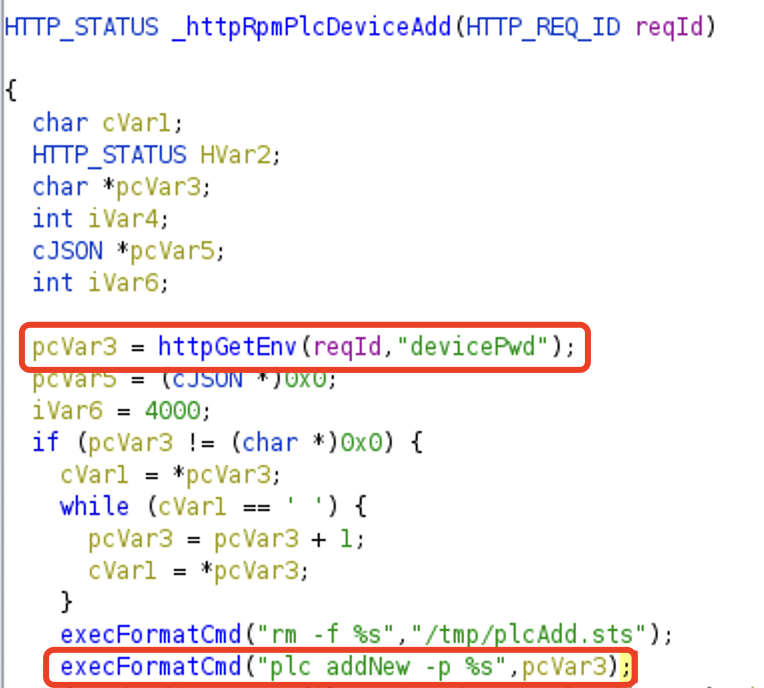 HTTP_STATUS _httpRpmPlcDeviceAdd(HTTP_REQ_ID reqId)
{
char cVar1;
HTTP_STATUS HVar2;
char *pcVar3;
int iVar4;
cJSON *pcVar5;
int iVar6;
pcVar3 = httpGetEnv(reqId,"devicePwd");
pcVar5 = (cJSON *)0x0;
iVar6 = 4000;
if (pcVar3 != (char *)0x0) {
cVar1 = *pcVar3;
while (cVar1 == ' ') {
pcVar3 = pcVar3 + 1;
cVar1 = *pcVar3;
}
execFormatCmd("rm -f %s","/tmp/plcAdd.sts");
execFormatCmd("plc addNew -p %s",pcVar3);